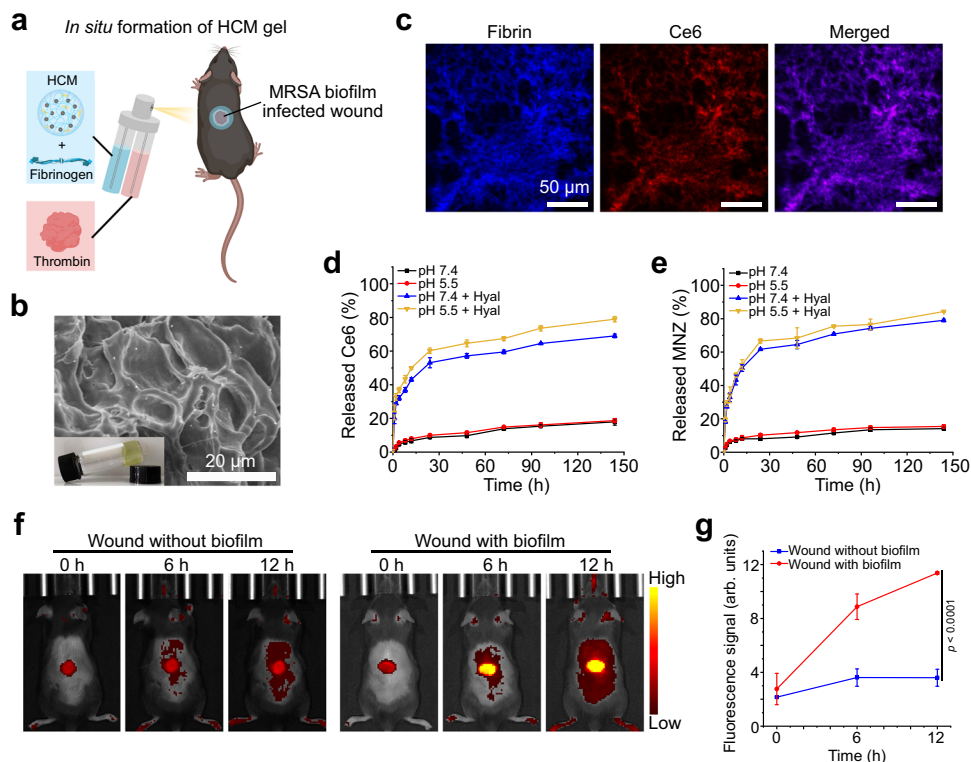 a
In situ formation of HCM gel
HCM
+
Fibrinogen
Thrombin
MRSA biofilm
infected wound
b
20 µm
c
Fibrin
Ce6
Merged
50 µm
d
Released Ce6 (%)
100
80
60
40
20
0
pH 7.4
pH 5.5
pH 7.4 + Hyal
pH 5.5 + Hyal
0 30 60 90 120 150
Time (h)
e
Released MNZ (%)
100
80
60
40
20
0
pH 7.4
pH 5.5
pH 7.4 + Hyal
pH 5.5 + Hyal
0 30 60 90 120 150
Time (h)
f
Wound without biofilm
0 h 6 h 12 h
Wound with biofilm
0 h 6 h 12 h
High
Low
g
Fluorescence signal (arb. units)
12
8
4
0
Wound without biofilm
Wound with biofilm
p < 0.0001
0 6 12
Time (h)